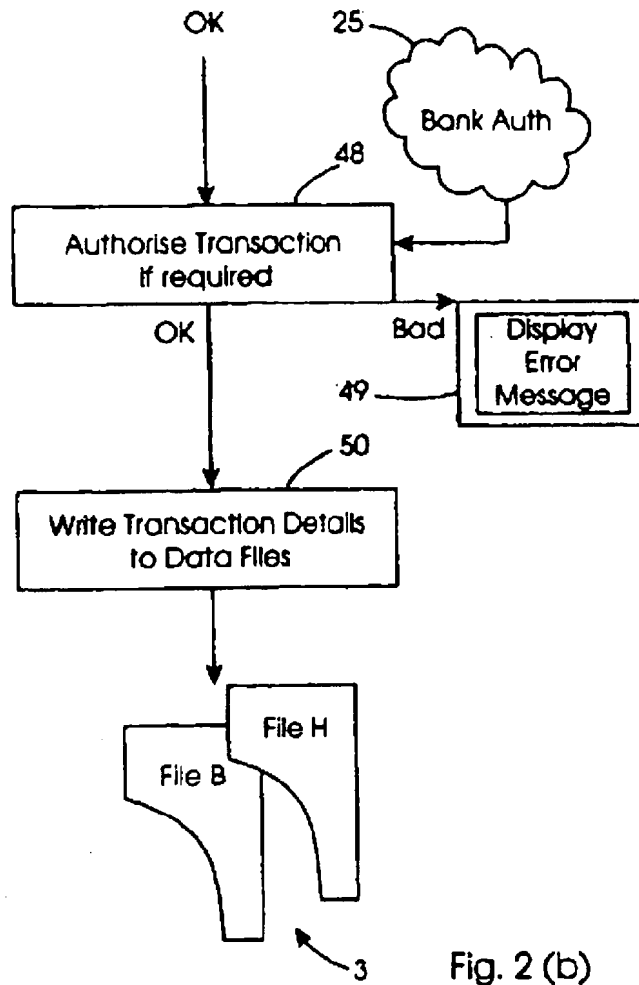 OK
25
Bank Auth
48
Authorise Transaction
If required
OK
Bad
Display
Error
Message
49
50
Write Transaction Details
to Data Files
File H
File B
3
Fig. 2 (b)